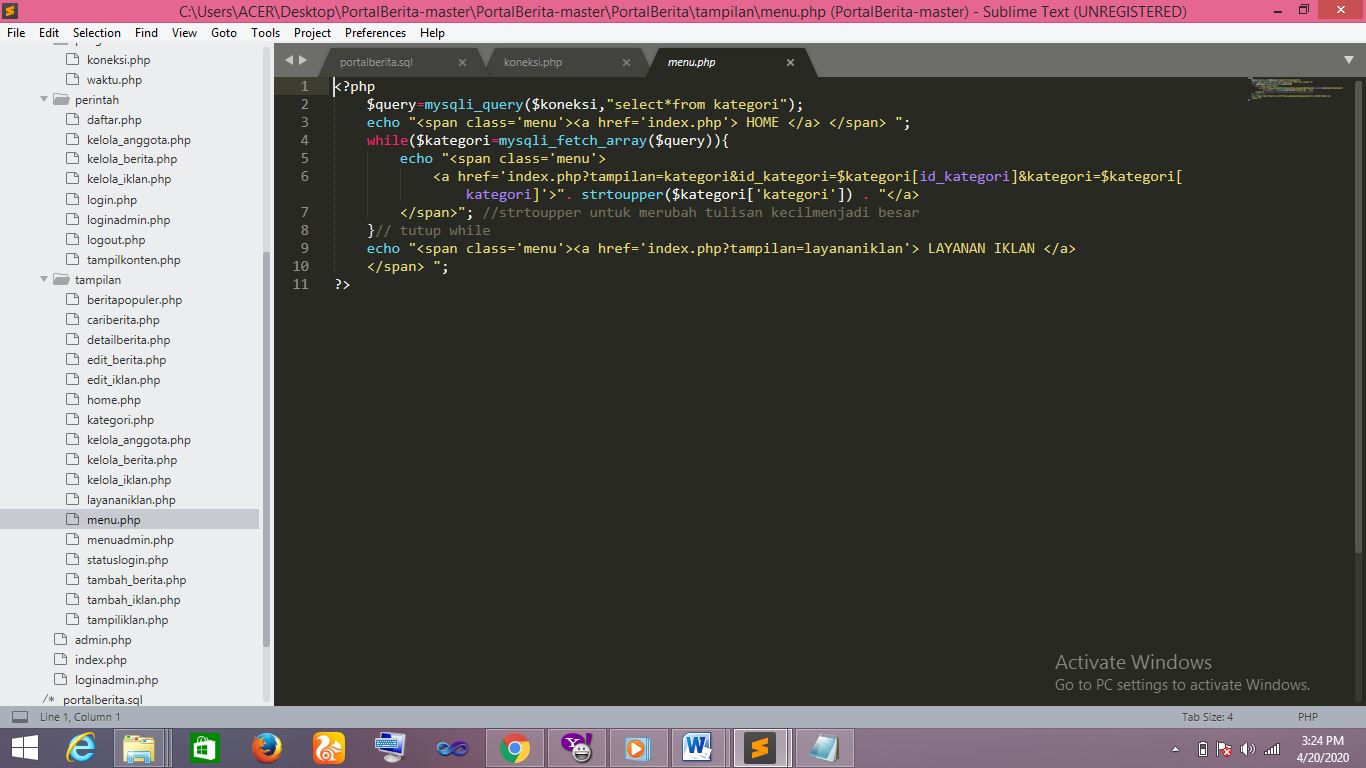 C:\Users\ACER\Desktop\PortalBerita-master\PortalBerita-master\PortalBerita\tampilan\menu.php (PortalBerita-master) - Sublime Text (UNREGISTERED)
File Edit Selection Find View Goto Tools Project Preferences Help
koneksi.php
waktu.php
perintah
daftar.php
kelola_anggota.php
kelola_berita.php
kelola_iklan.php
login.php
loginadmin.php
logout.php
tampilkonten.php
tampilan
beritapopuler.php
cariberita.php
detailberita.php
edit_berita.php
edit_iklan.php
home.php
kategori.php
kelola_anggota.php
kelola_berita.php
kelola_iklan.php
layananiklan.php
menu.php
menuadmin.php
statuslogin.php
tambah_berita.php
tambah_iklan.php
tampiliklan.php
admin.php
index.php
loginadmin.php
/* portalberita.sql
portalberita.sql koneksi.php menu.php
1 <?php
2 $query=mysqli_query($koneksi,"select*from kategori");
3 echo "<span class='menu'><a href='index.php'> HOME </a> </span> ";
4 while($kategori=mysqli_fetch_array($query)){
5 echo "<span class='menu'>
6 <a href='index.php?tampilan=kategori&id_kategori=$kategori[id_kategori]&kategori=$kategori[
kategori]'>". strtoupper($kategori['kategori']) . "</a>
7 </span>"; //strtoupper untuk merubah tulisan kecilmenjadi besar
8 }// tutup while
9 echo "<span class='menu'><a href='index.php?tampilan=layananiklan'> LAYANAN IKLAN </a>
10 </span> ";
11 ?>
Activate Windows
Go to PC settings to activate Windows.
Line 1, Column 1 Tab Size: 4 PHP
3:24 PM
4/20/2020